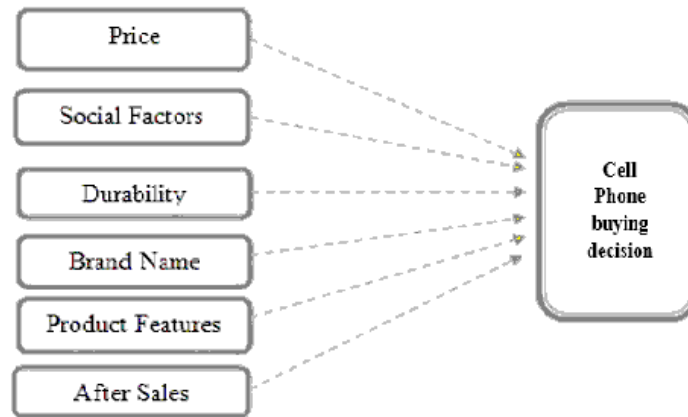 Price
Social Factors
Durability
Brand Name
Product Features
After Sales
Cell
Phone
buying
decision